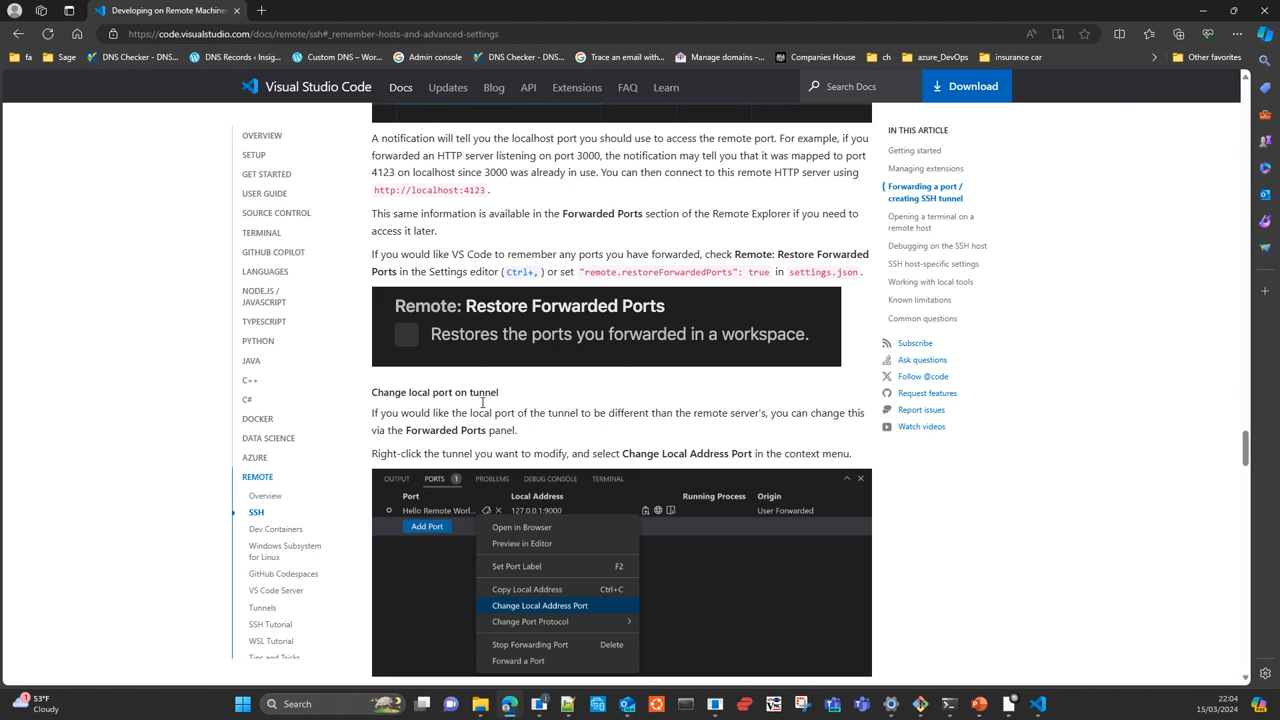 Developing on Remote Machines
https://code.visualstudio.com/docs/remote/ssh#_remember-hosts-and-advanced-settings
Sage
DNS Checker - DNS...
DNS Records ‹ Insig...
Custom DNS –...
Admin console
DNS Checker - DNS...
Trace an email with...
Manage domains –...
Companies House
ch
azure_DevOps
insurance car
Other favorites
Visual Studio Code
Docs
Updates
Blog
API
Extensions
FAQ
Learn
Search Docs
Download
OVERVIEW
SETUP
GET STARTED
USER GUIDE
SOURCE CONTROL
TERMINAL
GITHUB COPILOT
LANGUAGES
NODE.JS /
JAVASCRIPT
TYPESCRIPT
PYTHON
JAVA
C++
C#
DOCKER
DATA SCIENCE
AZURE
REMOTE
Overview
SSH
Dev Containers
Windows Subsystem
for Linux
GitHub Codespaces
VS Code Server
Tunnels
SSH Tutorial
WSL Tutorial
Tips and Tricks
A notification will tell you the localhost port you should use to access the remote port. For example, if you
forwarded an HTTP server listening on port 3000, the notification may tell you that it was mapped to port
4123 on localhost since 3000 was already in use. You can then connect to this remote HTTP server using
http://localhost:4123.
This same information is available in the Forwarded Ports section of the Remote Explorer if you need to
access it later.
If you would like VS Code to remember any ports you have forwarded, check Remote: Restore Forwarded
Ports in the Settings editor (Ctrl+,) or set "remote.restoreForwardedPorts": true in settings.json.
Remote: Restore Forwarded Ports
Restores the ports you forwarded in a workspace.
Change local port on tunnel
If you would like the local port of the tunnel to be different than the remote server's, you can change this
via the Forwarded Ports panel.
Right-click the tunnel you want to modify, and select Change Local Address Port in the context menu.
OUTPUT PORTS 1 PROBLEMS DEBUG CONSOLE TERMINAL
Port Local Address Running Process Origin
Hello Remote Worl... 127.0.0.1:9000 User Forwarded
Add Port
Open in Browser
Preview in Editor
Set Port Label F2
Copy Local Address Ctrl+C
Change Local Address Port
Change Port Protocol
Stop Forwarding Port Delete
Forward a Port
IN THIS ARTICLE
Getting started
Managing extensions
Forwarding a port /
creating SSH tunnel
Opening a terminal on a
remote host
Debugging on the SSH host
SSH host-specific settings
Working with local tools
Known limitations
Common questions
Subscribe
Ask questions
Follow @code
Request features
Report issues
Watch videos
53°F
Cloudy
Search
22:04
15/03/2024